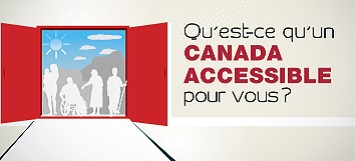 Qu'est-ce qu'un
CANADA
ACCESSIBLE
pour vous?